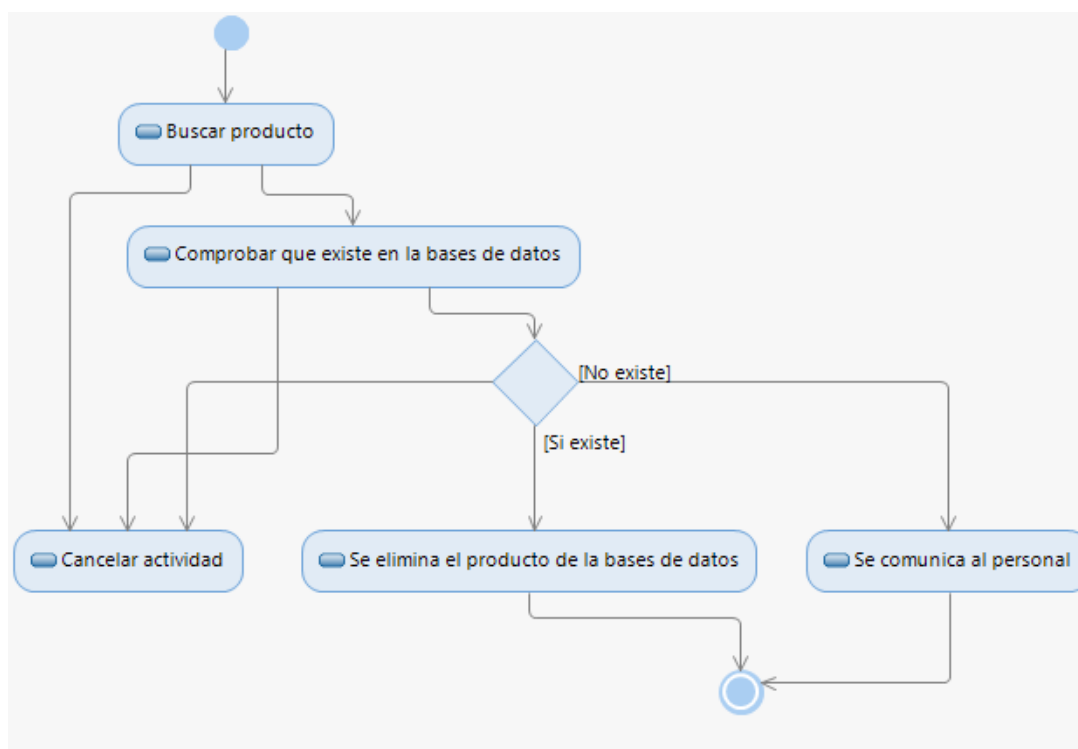 Buscar producto
Comprobar que existe en la bases de datos
[No existe]
[Si existe]
Cancelar actividad
Se elimina el producto de la bases de datos
Se comunica al personal